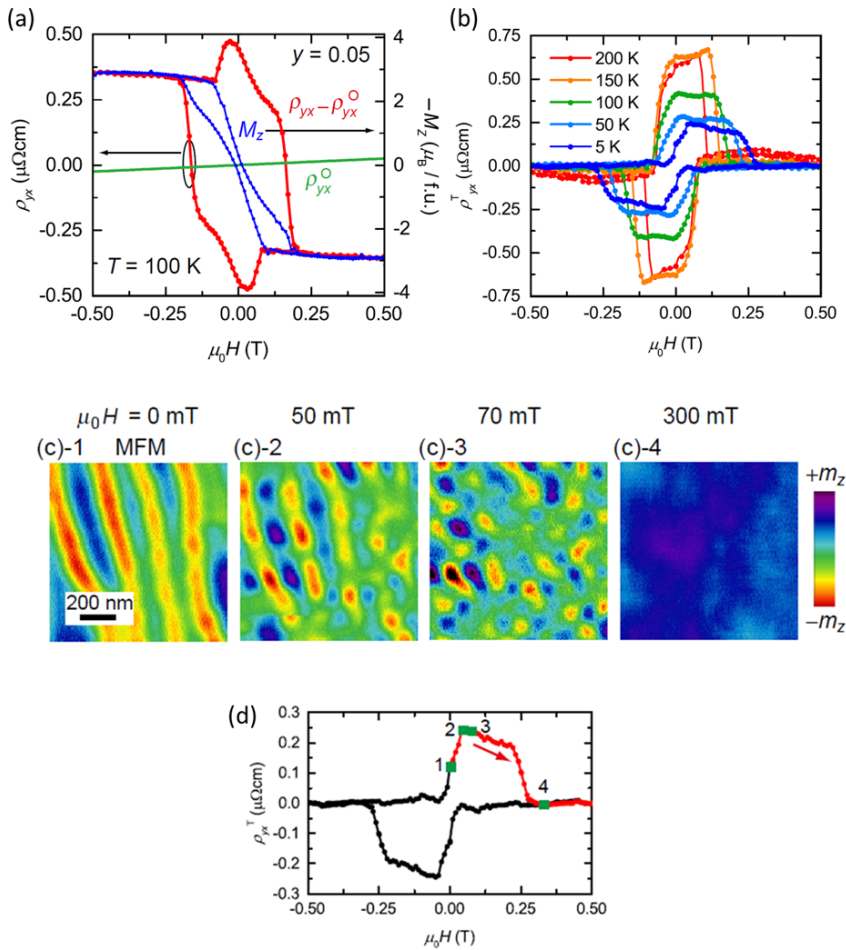 (a)
0.50
0.25
0.00
-0.25
-0.50
ρyx (μΩcm)
y = 0.05
ρyx−ρyxᴼ
Mz
ρyxᴼ
T = 100 K
4
2
0
-2
-3
−Mz (μB / f.u.)
-0.50 -0.25 0.00 0.25 0.50
μ0H (T)
(b)
0.75
0.50
0.25
0.00
-0.25
-0.50
-0.75
ρyxᵀ (μΩcm)
200 K
150 K
100 K
50 K
5 K
-0.50 -0.25 0.00 0.25 0.50
μ0H (T)
μ0H = 0 mT 50 mT 70 mT 300 mT
(c)-1 MFM (c)-2 (c)-3 (c)-4
200 nm
+mz
−mz
(d)
0.3
0.2
0.1
0.0
-0.1
-0.2
-0.3
ρyxᵀ (μΩcm)
1
2
3
4
-0.50 -0.25 0.00 0.25 0.50
μ0H (T)